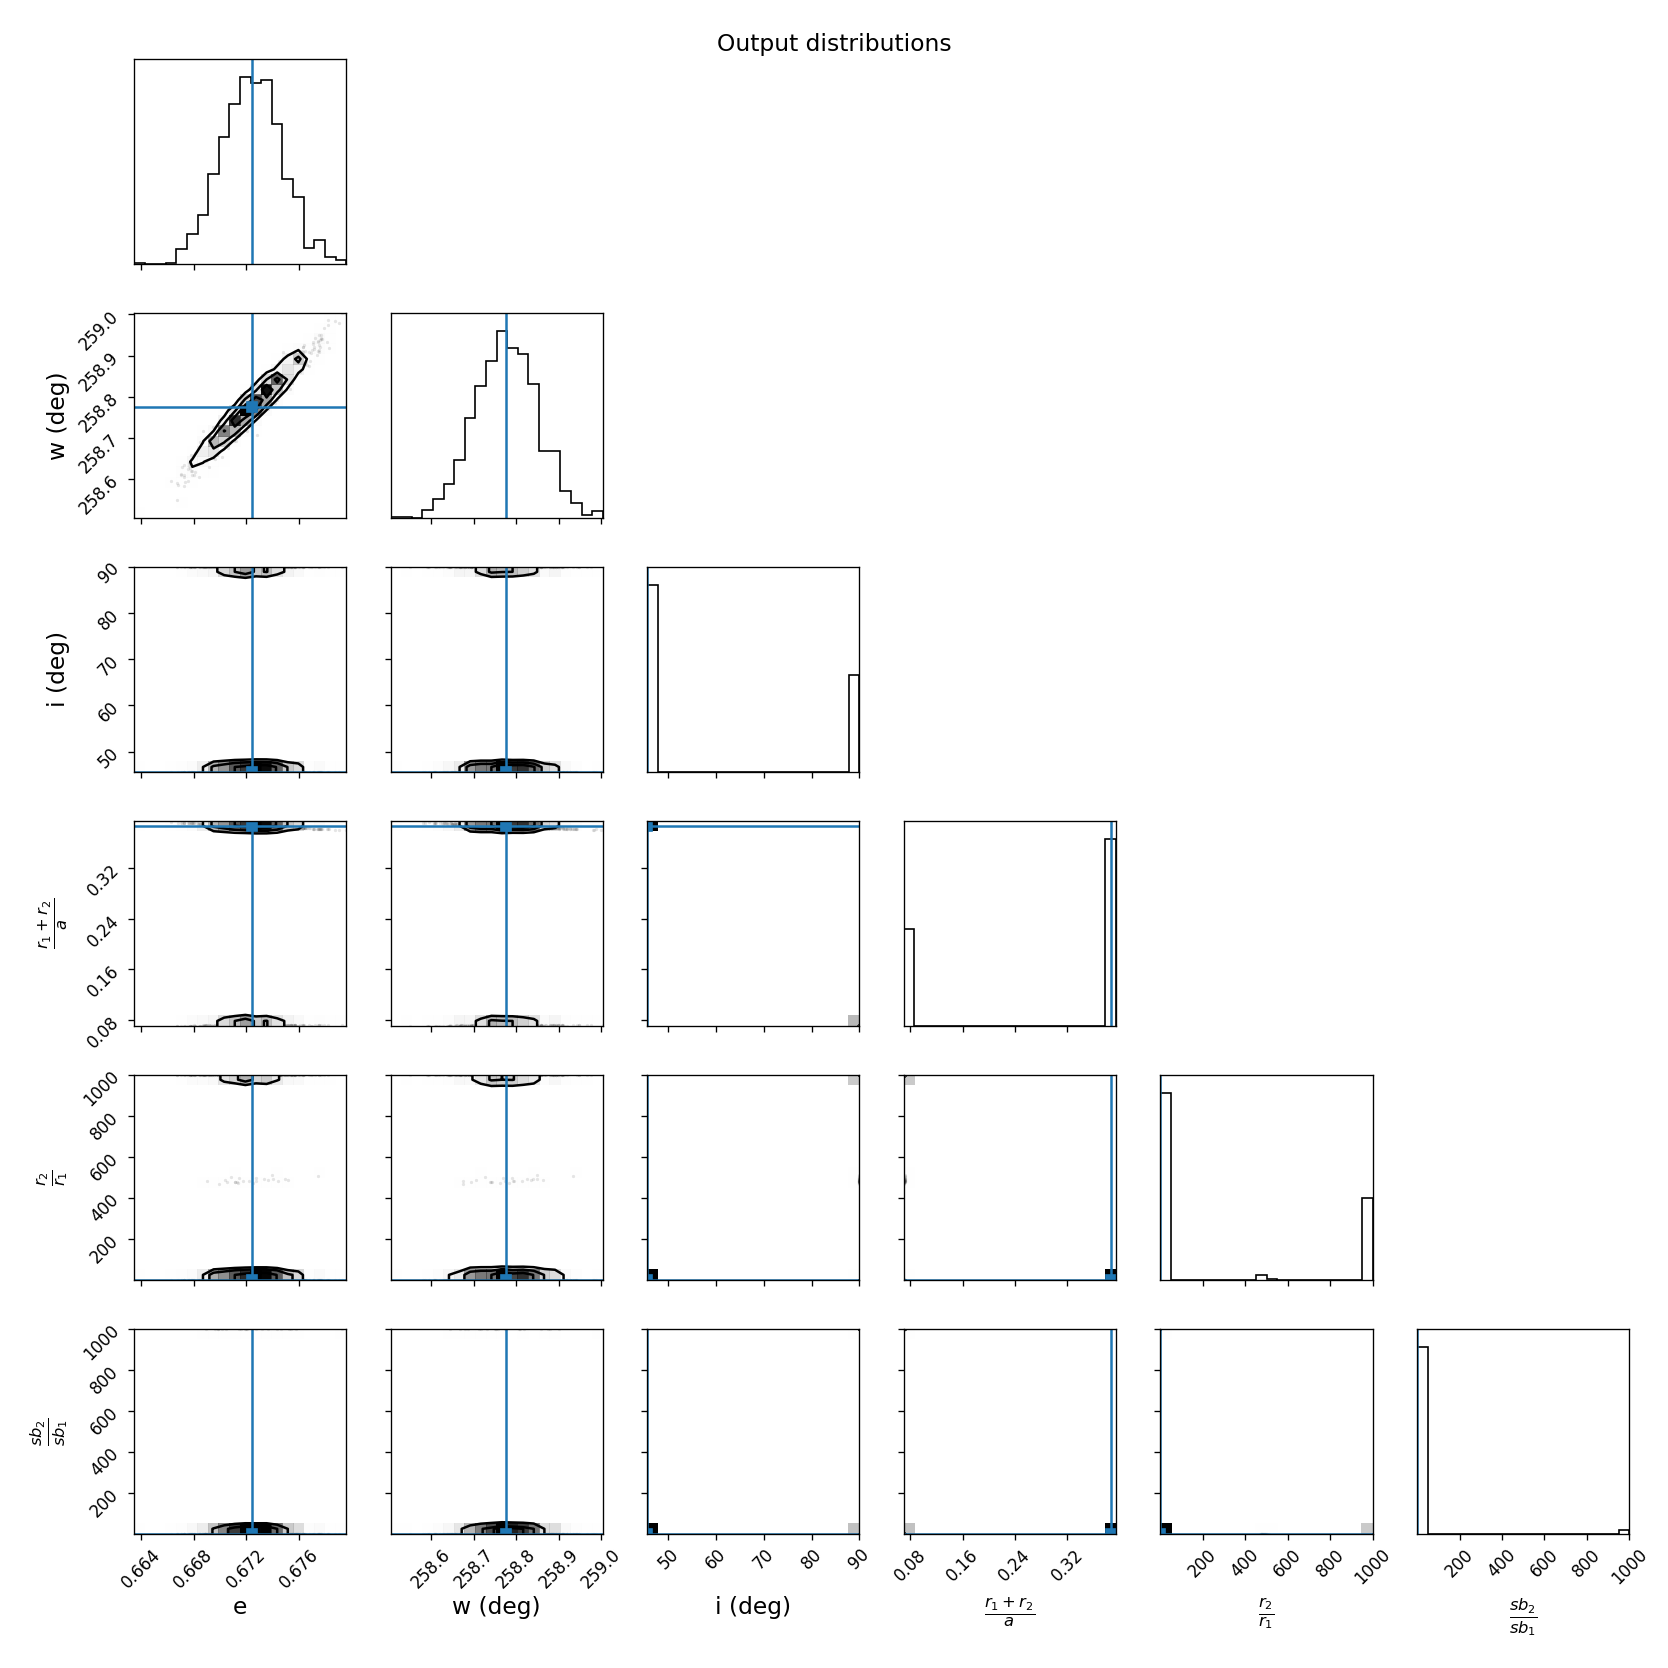 Output distributions
w (deg)
259.0
258.9
258.8
258.7
258.6
i (deg)
90
80
70
60
50
r₁ + r₂
a
0.32
0.24
0.16
0.08
r₂
r₁
1000
800
600
400
200
sb₂
sb₁
1000
800
600
400
200
0.664 0.668 0.672 0.676
258.6 258.7 258.8 258.9 259.0
50 60 70 80 90
0.08 0.16 0.24 0.32
200 400 600 800 1000
200 400 600 800 1000
e
w (deg)
i (deg)
r₁ + r₂
a
r₂
r₁
sb₂
sb₁